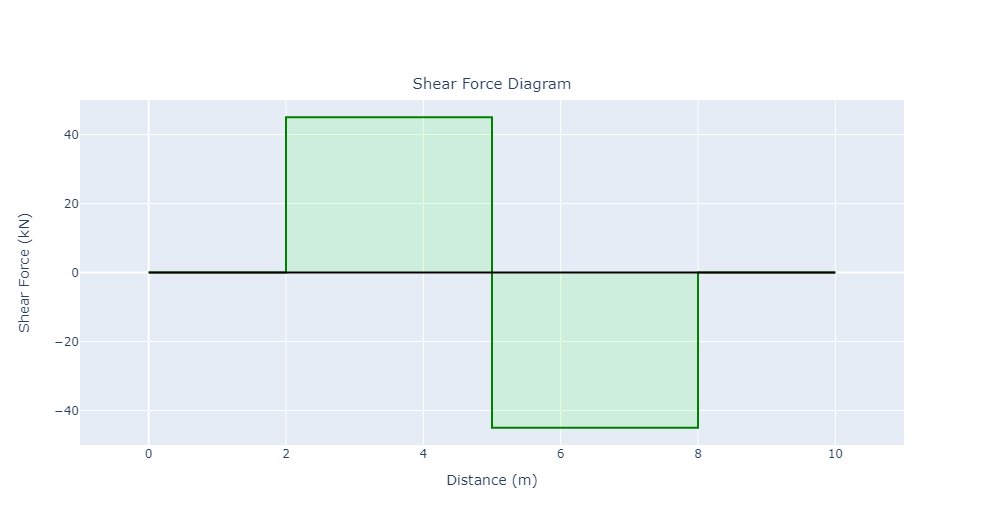 Shear Force Diagram
40
20
0
−20
−40
Shear Force (kN)
0 2 4 6 8 10
Distance (m)